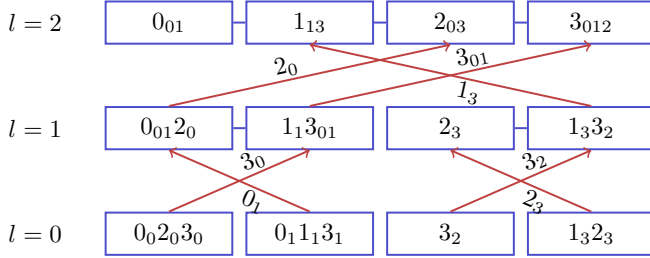 l = 2 0₀₁ 1₁₃ 2₀₃ 3₀₁₂
2₀ 3₀₁ 1₃
l = 1 0₀₁2₀ 1₁3₀₁ 2₃ 1₃3₂
3₀ 0₁ 3₂ 2₃
l = 0 0₀2₀3₀ 0₁1₁3₁ 3₂ 1₃2₃